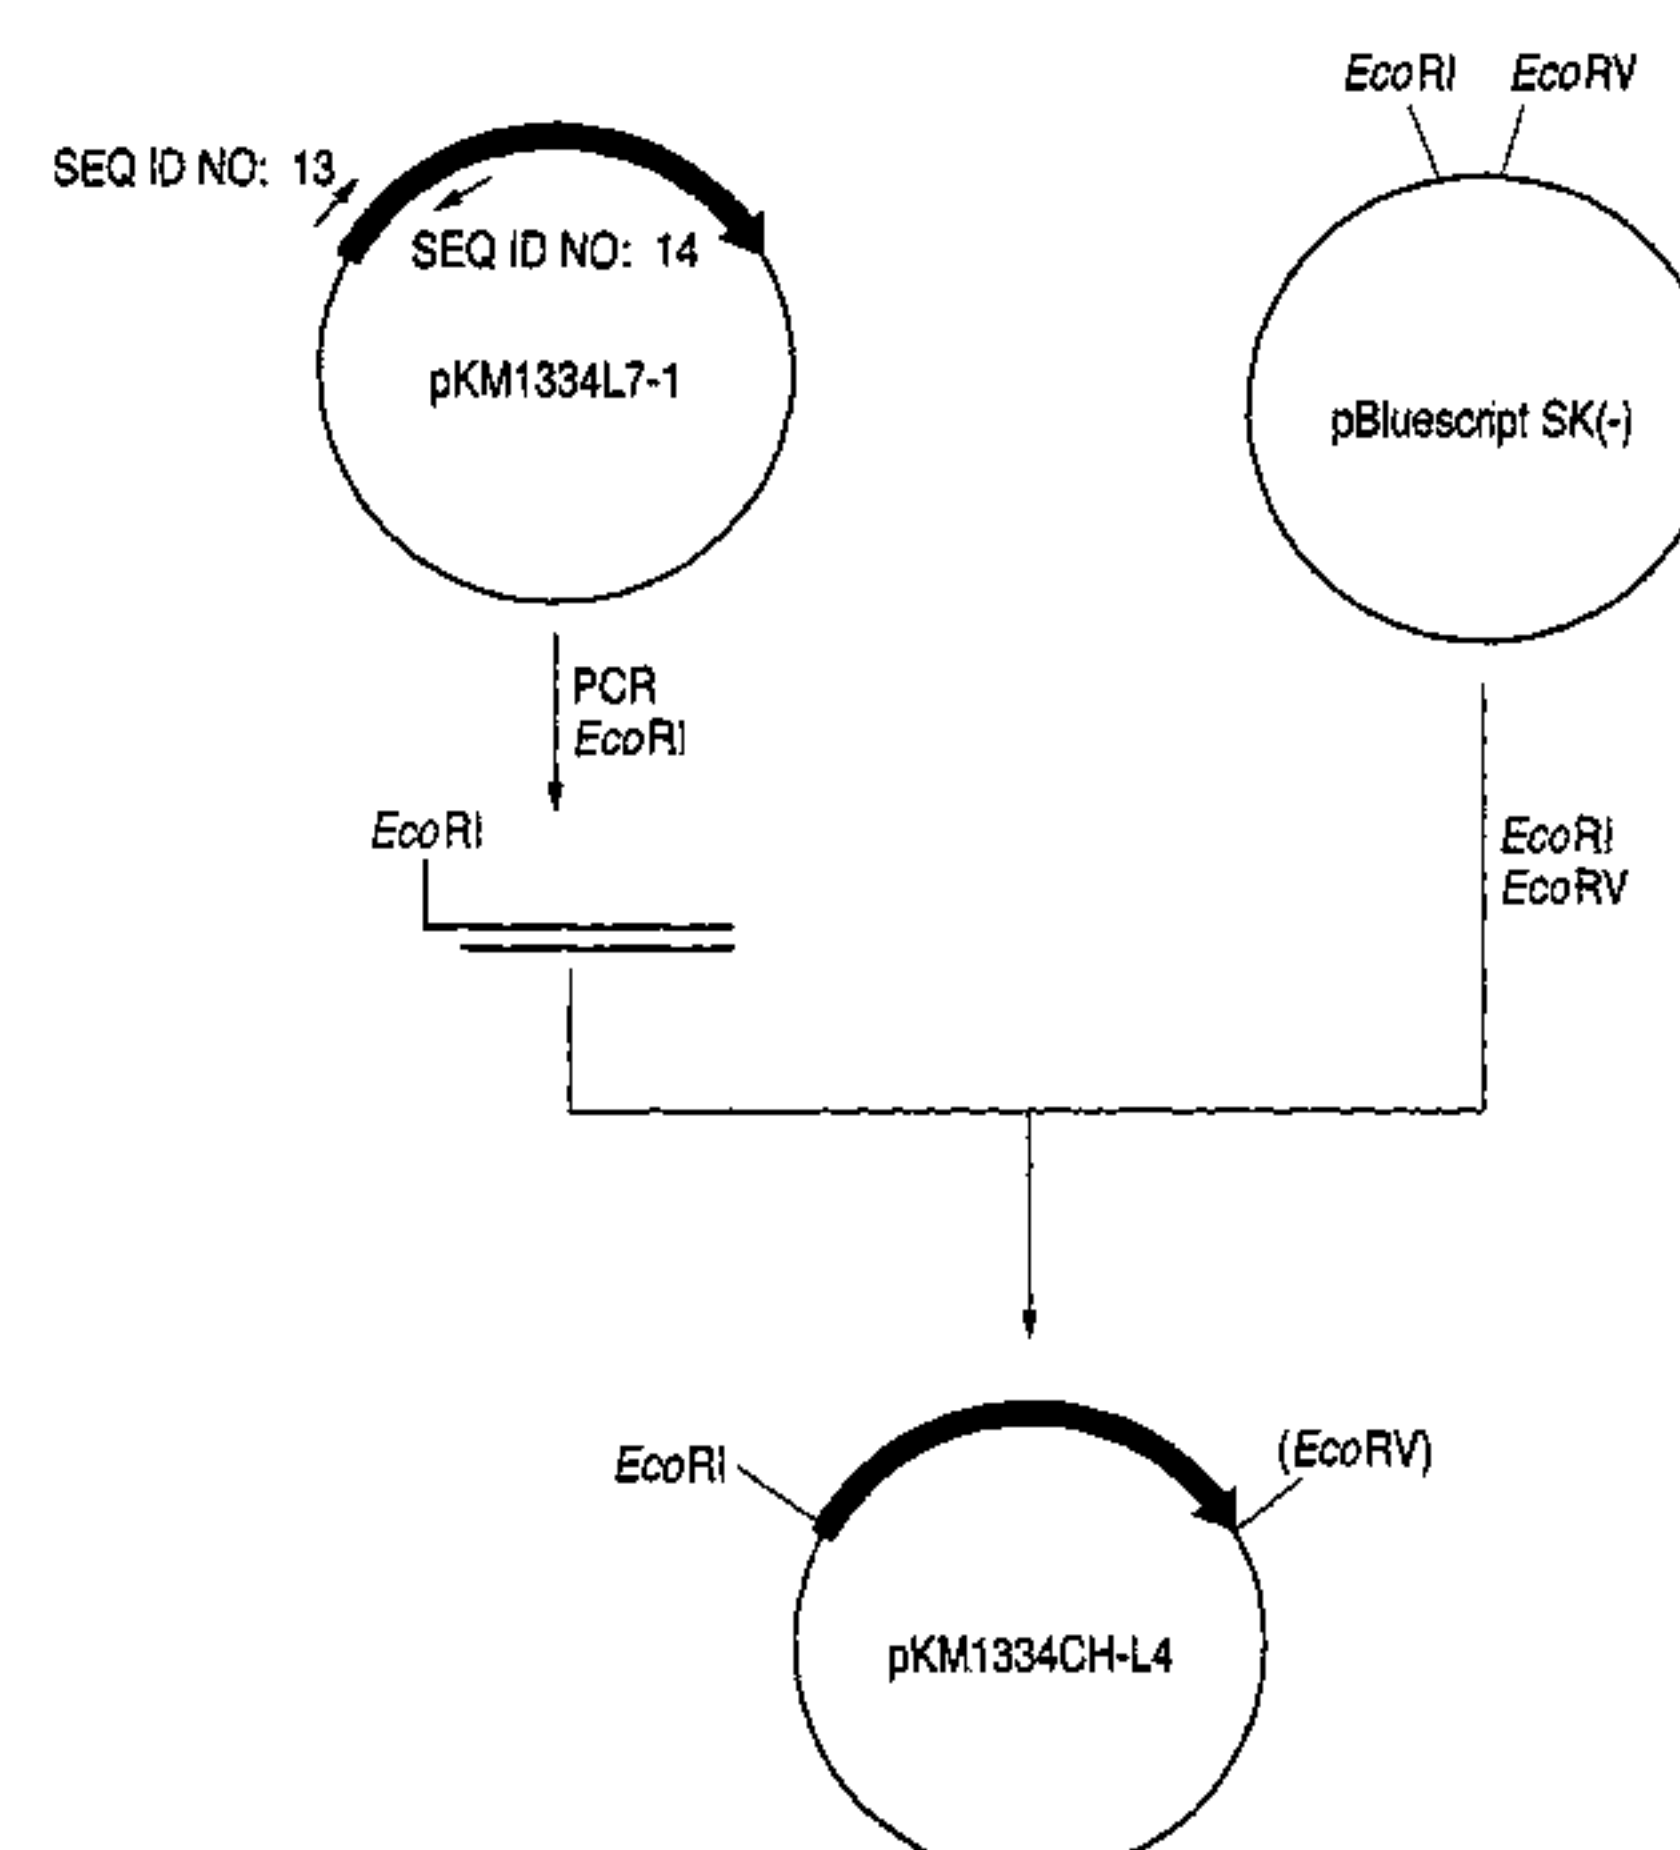 EcoRI EcoRV
SEQ ID NO: 13
SEQ ID NO: 14
pKM1334L7-1
pBluescript SK(-)
PCR
EcoRI
EcoRI
EcoRI
EcoRV
EcoRI
(EcoRV)
pKM1334CH-L4